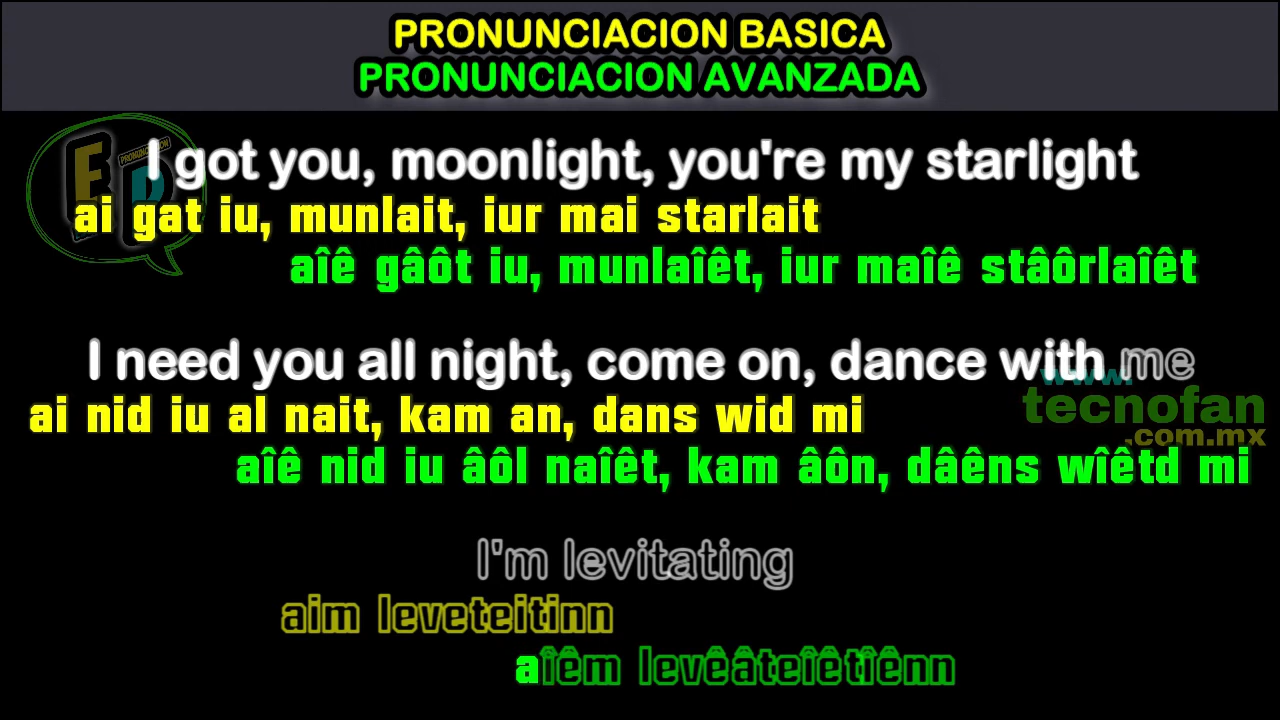 PRONUNCIACION BASICA
PRONUNCIACION AVANZADA
PRONUNCIACION
I got you, moonlight, you're my starlight
ai gat iu, munlait, iur mai starlait
aîê gâôt iu, munlaîêt, iur maîê stâôrlaîêt
I need you all night, come on, dance with me
ai nid iu al nait, kam an, dans wid mi
aîê nid iu âôl naîêt, kam âôn, dâêns wîêtd mi
www.
tecnofan
.com.mx
I'm levitating
aim leveteitinn
aîêm levêâteîêtîênn